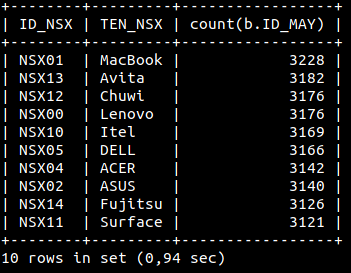 +--------+----------+-----------------+
| ID_NSX | TEN_NSX | count(b.ID_MAY) |
+--------+----------+-----------------+
| NSX01 | MacBook | 3228 |
| NSX13 | Avita | 3182 |
| NSX12 | Chuwi | 3176 |
| NSX00 | Lenovo | 3176 |
| NSX10 | Itel | 3169 |
| NSX05 | DELL | 3166 |
| NSX04 | ACER | 3142 |
| NSX02 | ASUS | 3140 |
| NSX14 | Fujitsu | 3126 |
| NSX11 | Surface | 3121 |
+--------+----------+-----------------+
10 rows in set (0,94 sec)